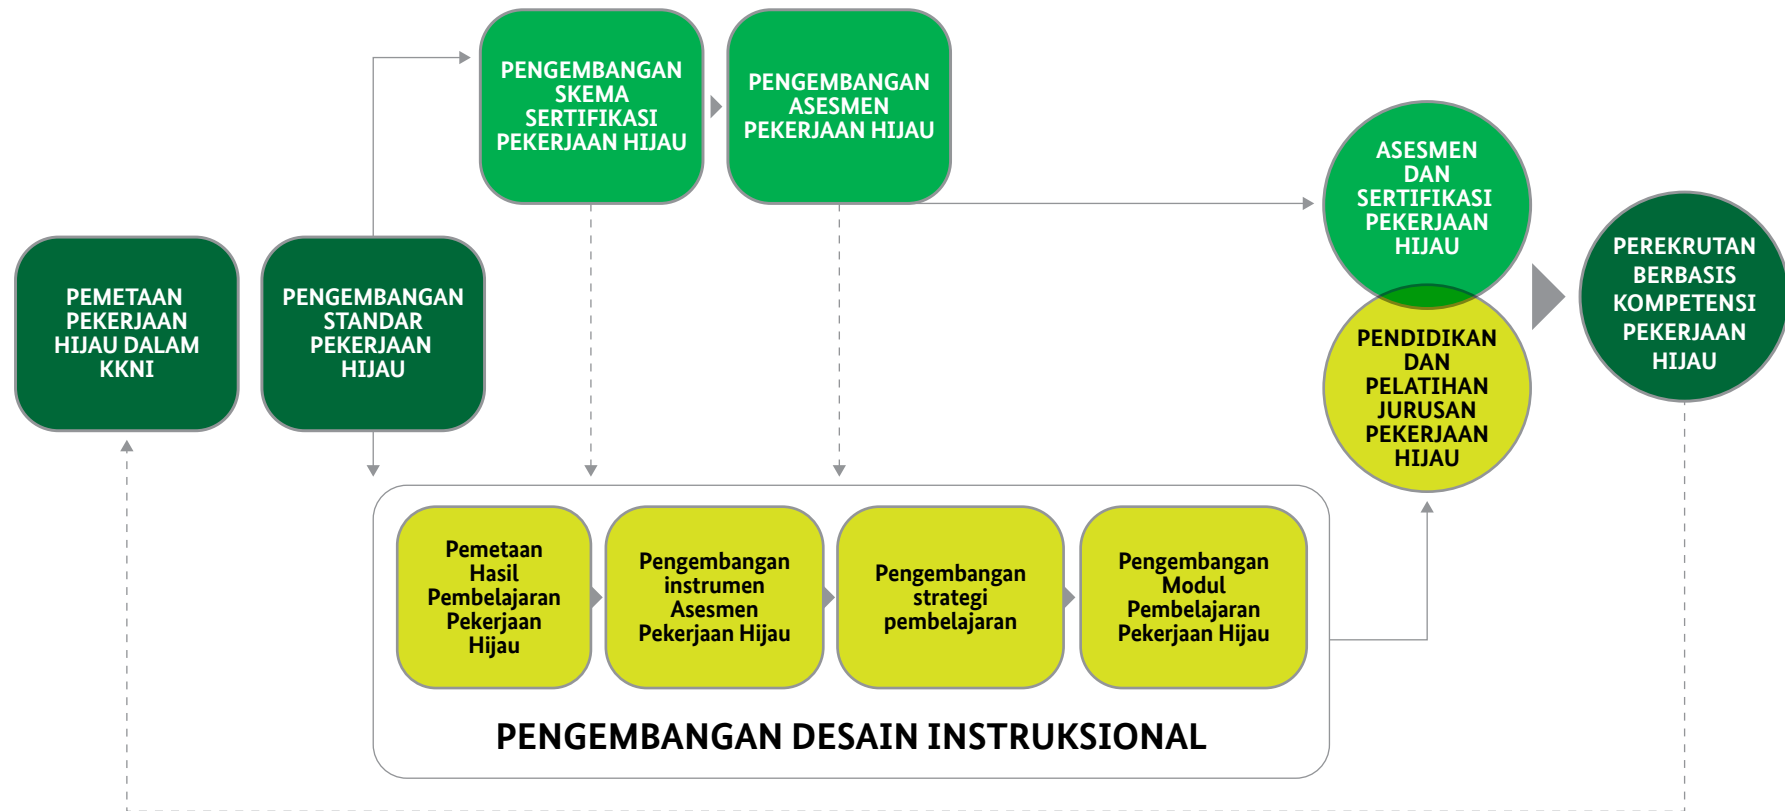 PENGEMBANGAN
SKEMA
SERTIFIKASI
PEKERJAAN HIJAU
PENGEMBANGAN
ASESMEN
PEKERJAAN HIJAU
ASESMEN
DAN
SERTIFIKASI
PEKERJAAN
HIJAU
PEMETAAN
PEKERJAAN
HIJAU DALAM
KKNI
PENGEMBANGAN
STANDAR
PEKERJAAN
HIJAU
PEREKRUTAN
BERBASIS
KOMPETENSI
PEKERJAAN
HIJAU
PENDIDIKAN
DAN
PELATIHAN
JURUSAN
PEKERJAAN
HIJAU
Pemetaan
Hasil
Pembelajaran
Pekerjaan
Hijau
Pengembangan
instrumen
Asesmen
Pekerjaan Hijau
Pengembangan
strategi
pembelajaran
Pengembangan
Modul
Pembelajaran
Pekerjaan Hijau
PENGEMBANGAN DESAIN INSTRUKSIONAL